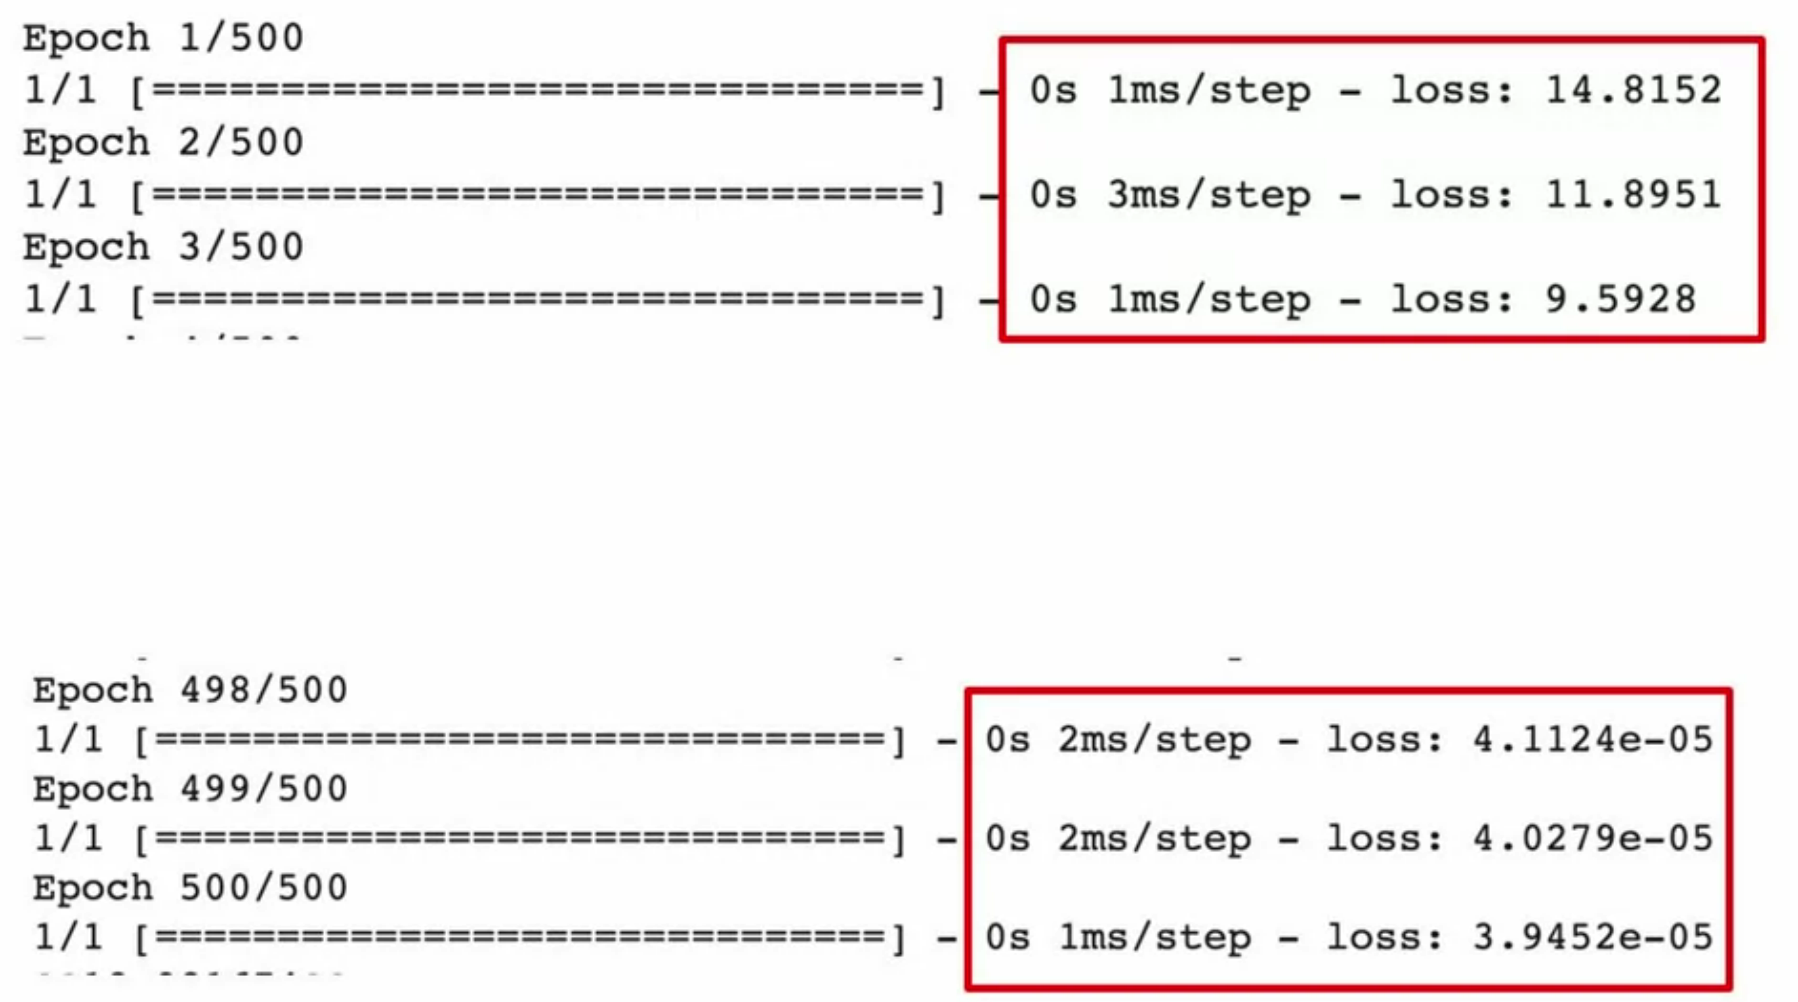 Epoch 1/500
1/1 [==============================] - 0s 1ms/step - loss: 14.8152
Epoch 2/500
1/1 [==============================] - 0s 3ms/step - loss: 11.8951
Epoch 3/500
1/1 [==============================] - 0s 1ms/step - loss: 9.5928
Epoch 498/500
1/1 [==============================] - 0s 2ms/step - loss: 4.1124e-05
Epoch 499/500
1/1 [==============================] - 0s 2ms/step - loss: 4.0279e-05
Epoch 500/500
1/1 [==============================] - 0s 1ms/step - loss: 3.9452e-05